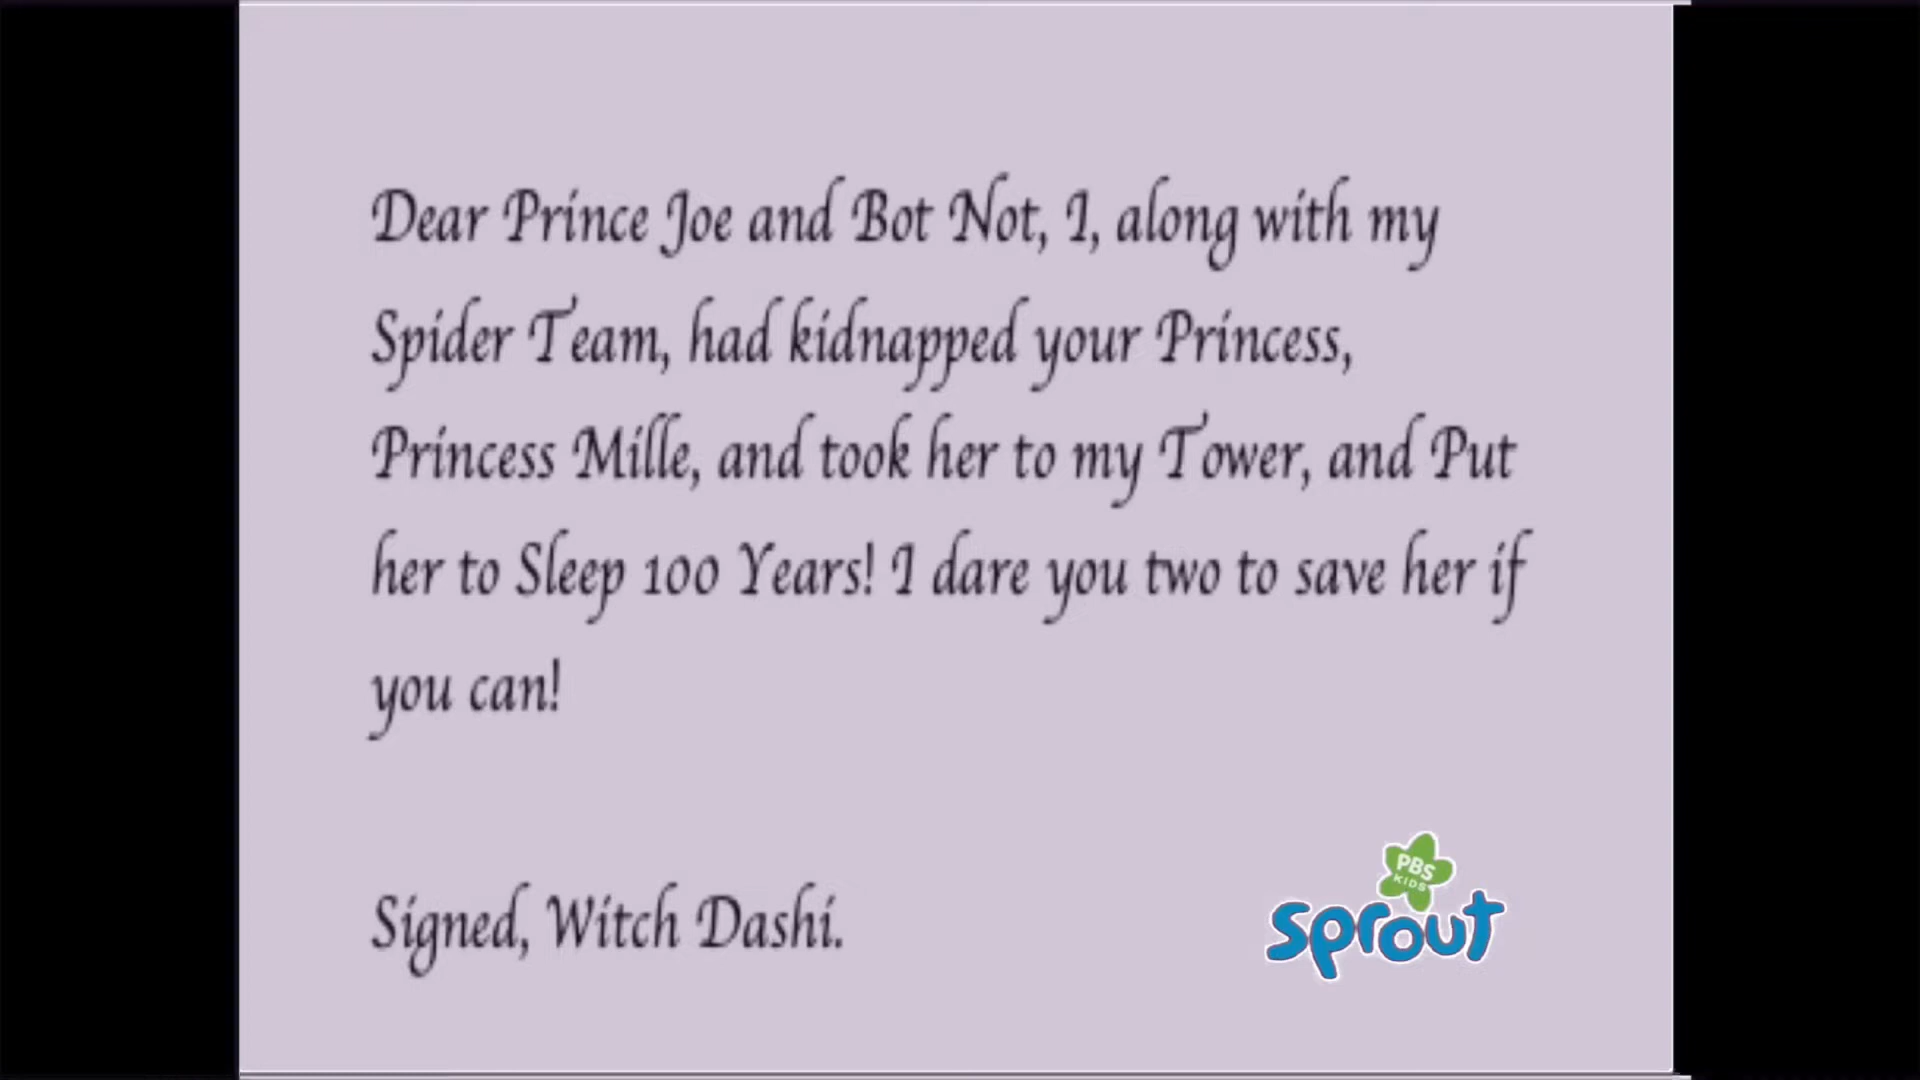 Dear Prince Joe and Bot Not, I, along with my
Spider Team, had kidnapped your Princess,
Princess Mille, and took her to my Tower, and Put
her to Sleep 100 Years! I dare you two to save her if
you can!
Signed, Witch Dashi.
PBS
KIDS
sprout